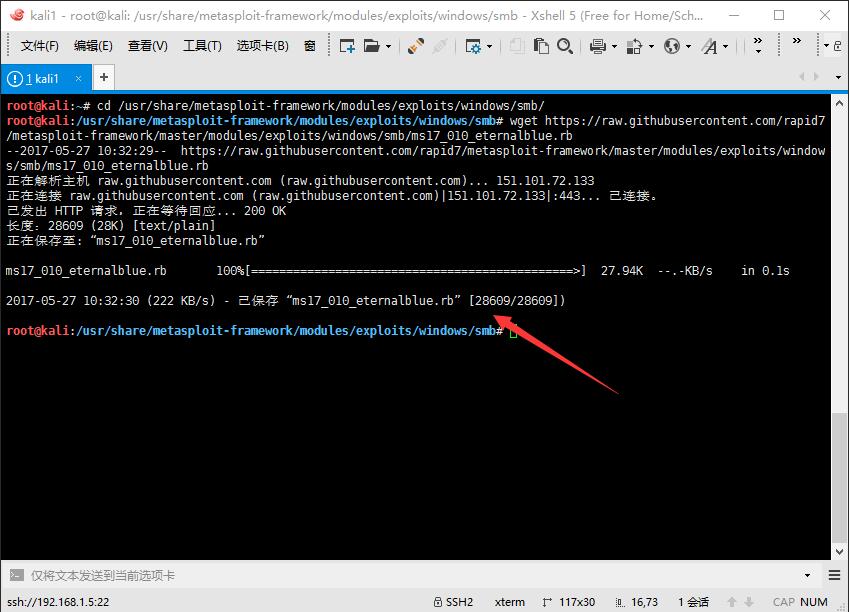 kali1 - root@kali: /usr/share/metasploit-framework/modules/exploits/windows/smb - Xshell 5 (Free for Home/Sch...
文件(F) 编辑(E) 查看(V) 工具(T) 选项卡(B) 窗
1 kali1
root@kali:~# cd /usr/share/metasploit-framework/modules/exploits/windows/smb/
root@kali:/usr/share/metasploit-framework/modules/exploits/windows/smb# wget https://raw.githubusercontent.com/rapid7
/metasploit-framework/master/modules/exploits/windows/smb/ms17_010_eternalblue.rb
--2017-05-27 10:32:29--  https://raw.githubusercontent.com/rapid7/metasploit-framework/master/modules/exploits/window
s/smb/ms17_010_eternalblue.rb
正在解析主机 raw.githubusercontent.com (raw.githubusercontent.com)... 151.101.72.133
正在连接 raw.githubusercontent.com (raw.githubusercontent.com)|151.101.72.133|:443... 已连接。
已发出 HTTP 请求，正在等待回应... 200 OK
长度：28609 (28K) [text/plain]
正在保存至: “ms17_010_eternalblue.rb”
ms17_010_eternalblue.rb 100%[==============================================>] 27.94K --.-KB/s in 0.1s
2017-05-27 10:32:30 (222 KB/s) - 已保存 “ms17_010_eternalblue.rb” [28609/28609])
root@kali:/usr/share/metasploit-framework/modules/exploits/windows/smb#
仅将文本发送到当前选项卡
ssh://192.168.1.5:22 SSH2 xterm 117x30 16,73 1 会话 CAP NUM